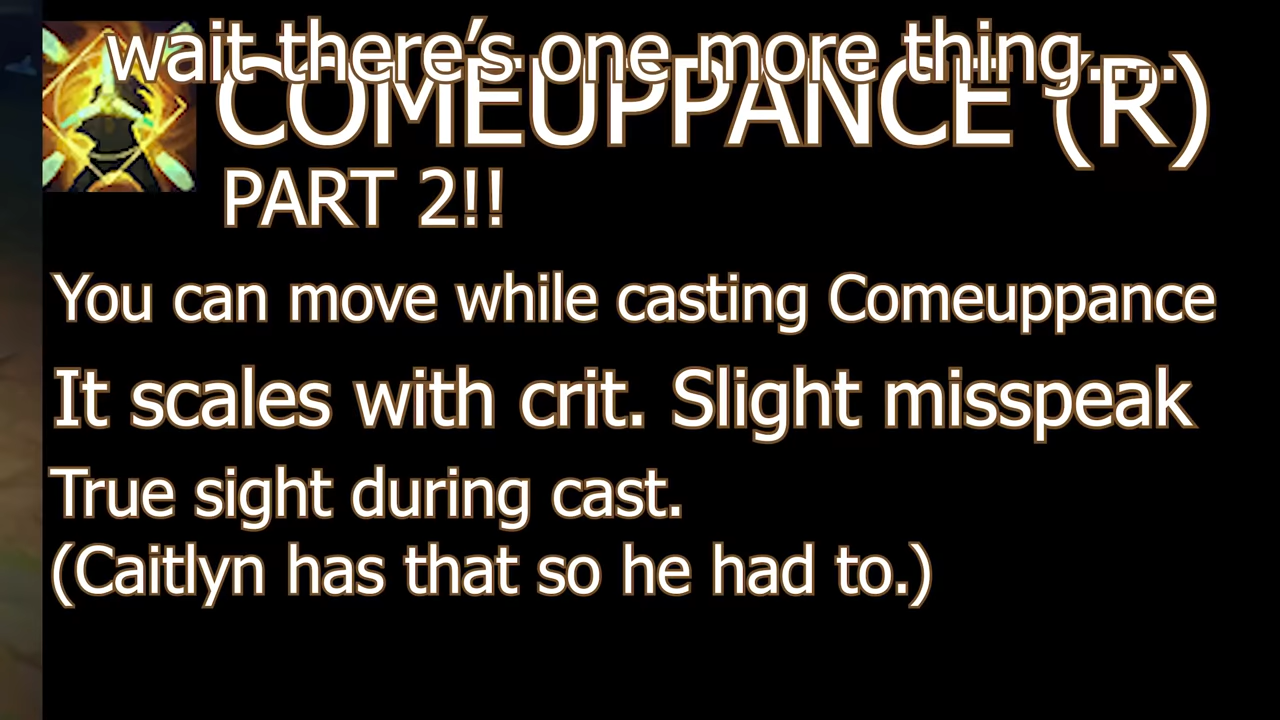 wait there’s one more thing....
COMEUPPANCE (R)
PART 2!!
You can move while casting Comeuppance
It scales with crit. Slight misspeak
True sight during cast.
(Caitlyn has that so he had to.)